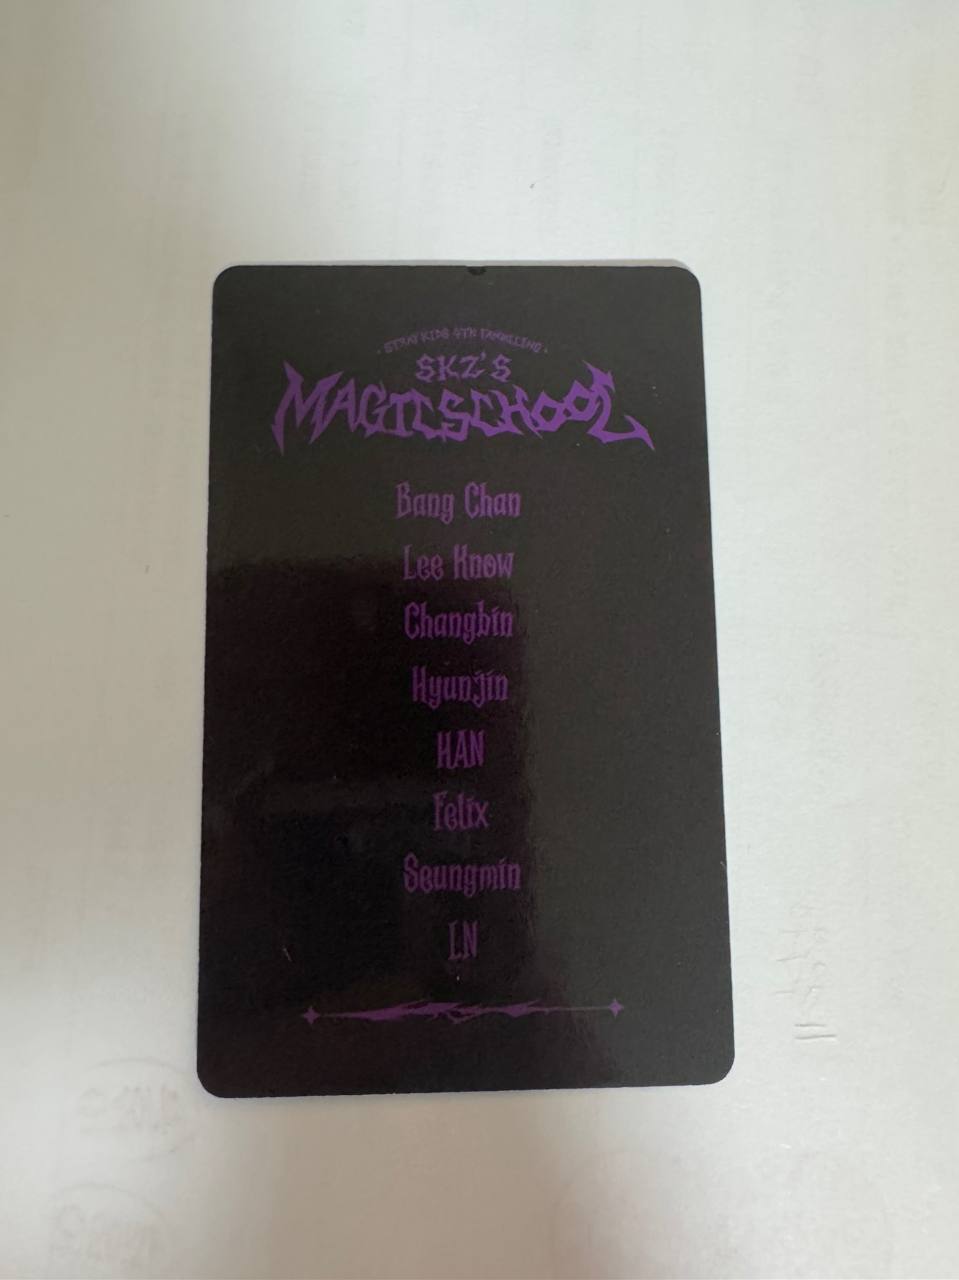 STRAY KIDS 4TH FANMEETING
SKZ'S
MAGIC SCHOOL
Bang Chan
Lee Know
Changbin
Hyunjin
HAN
Felix
Seungmin
I.N